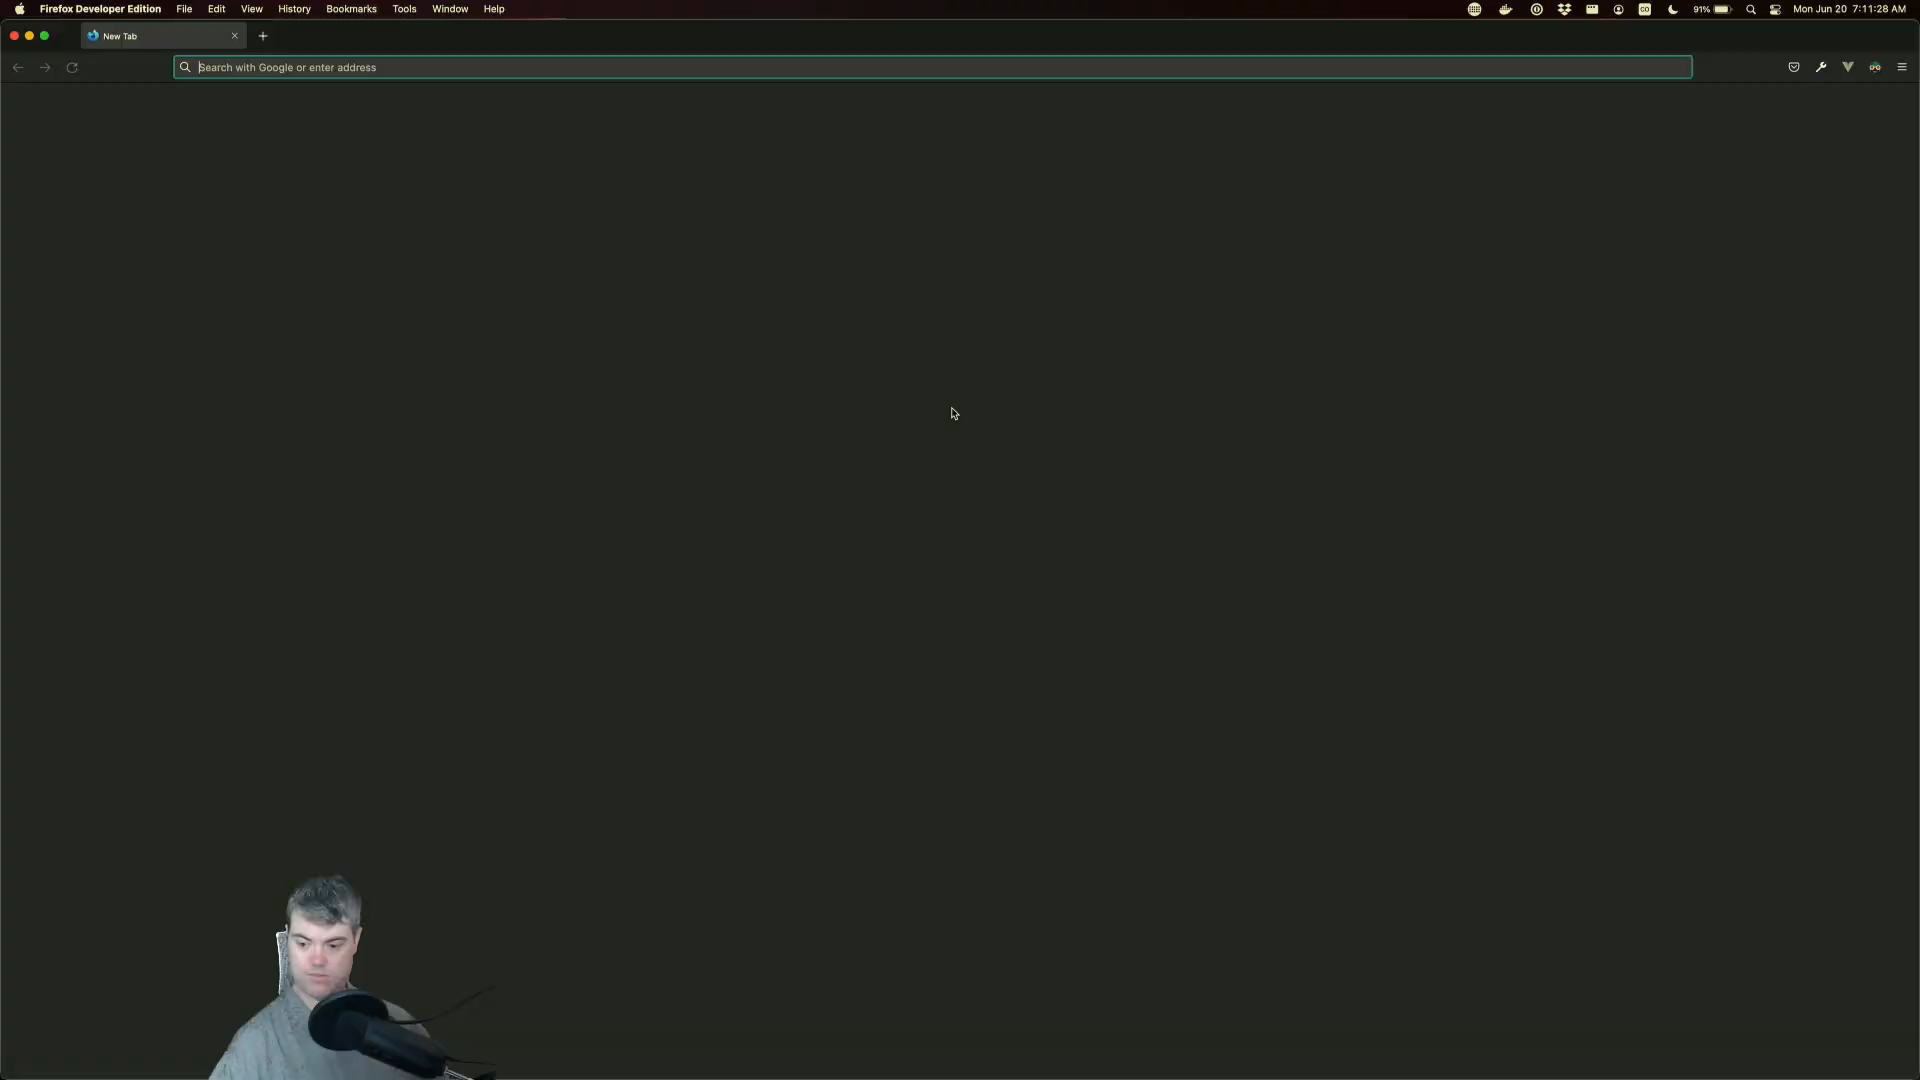 Firefox Developer Edition File Edit View History Bookmarks Tools Window Help 91% Mon Jun 20 7:11:28 AM
New Tab
Search with Google or enter address